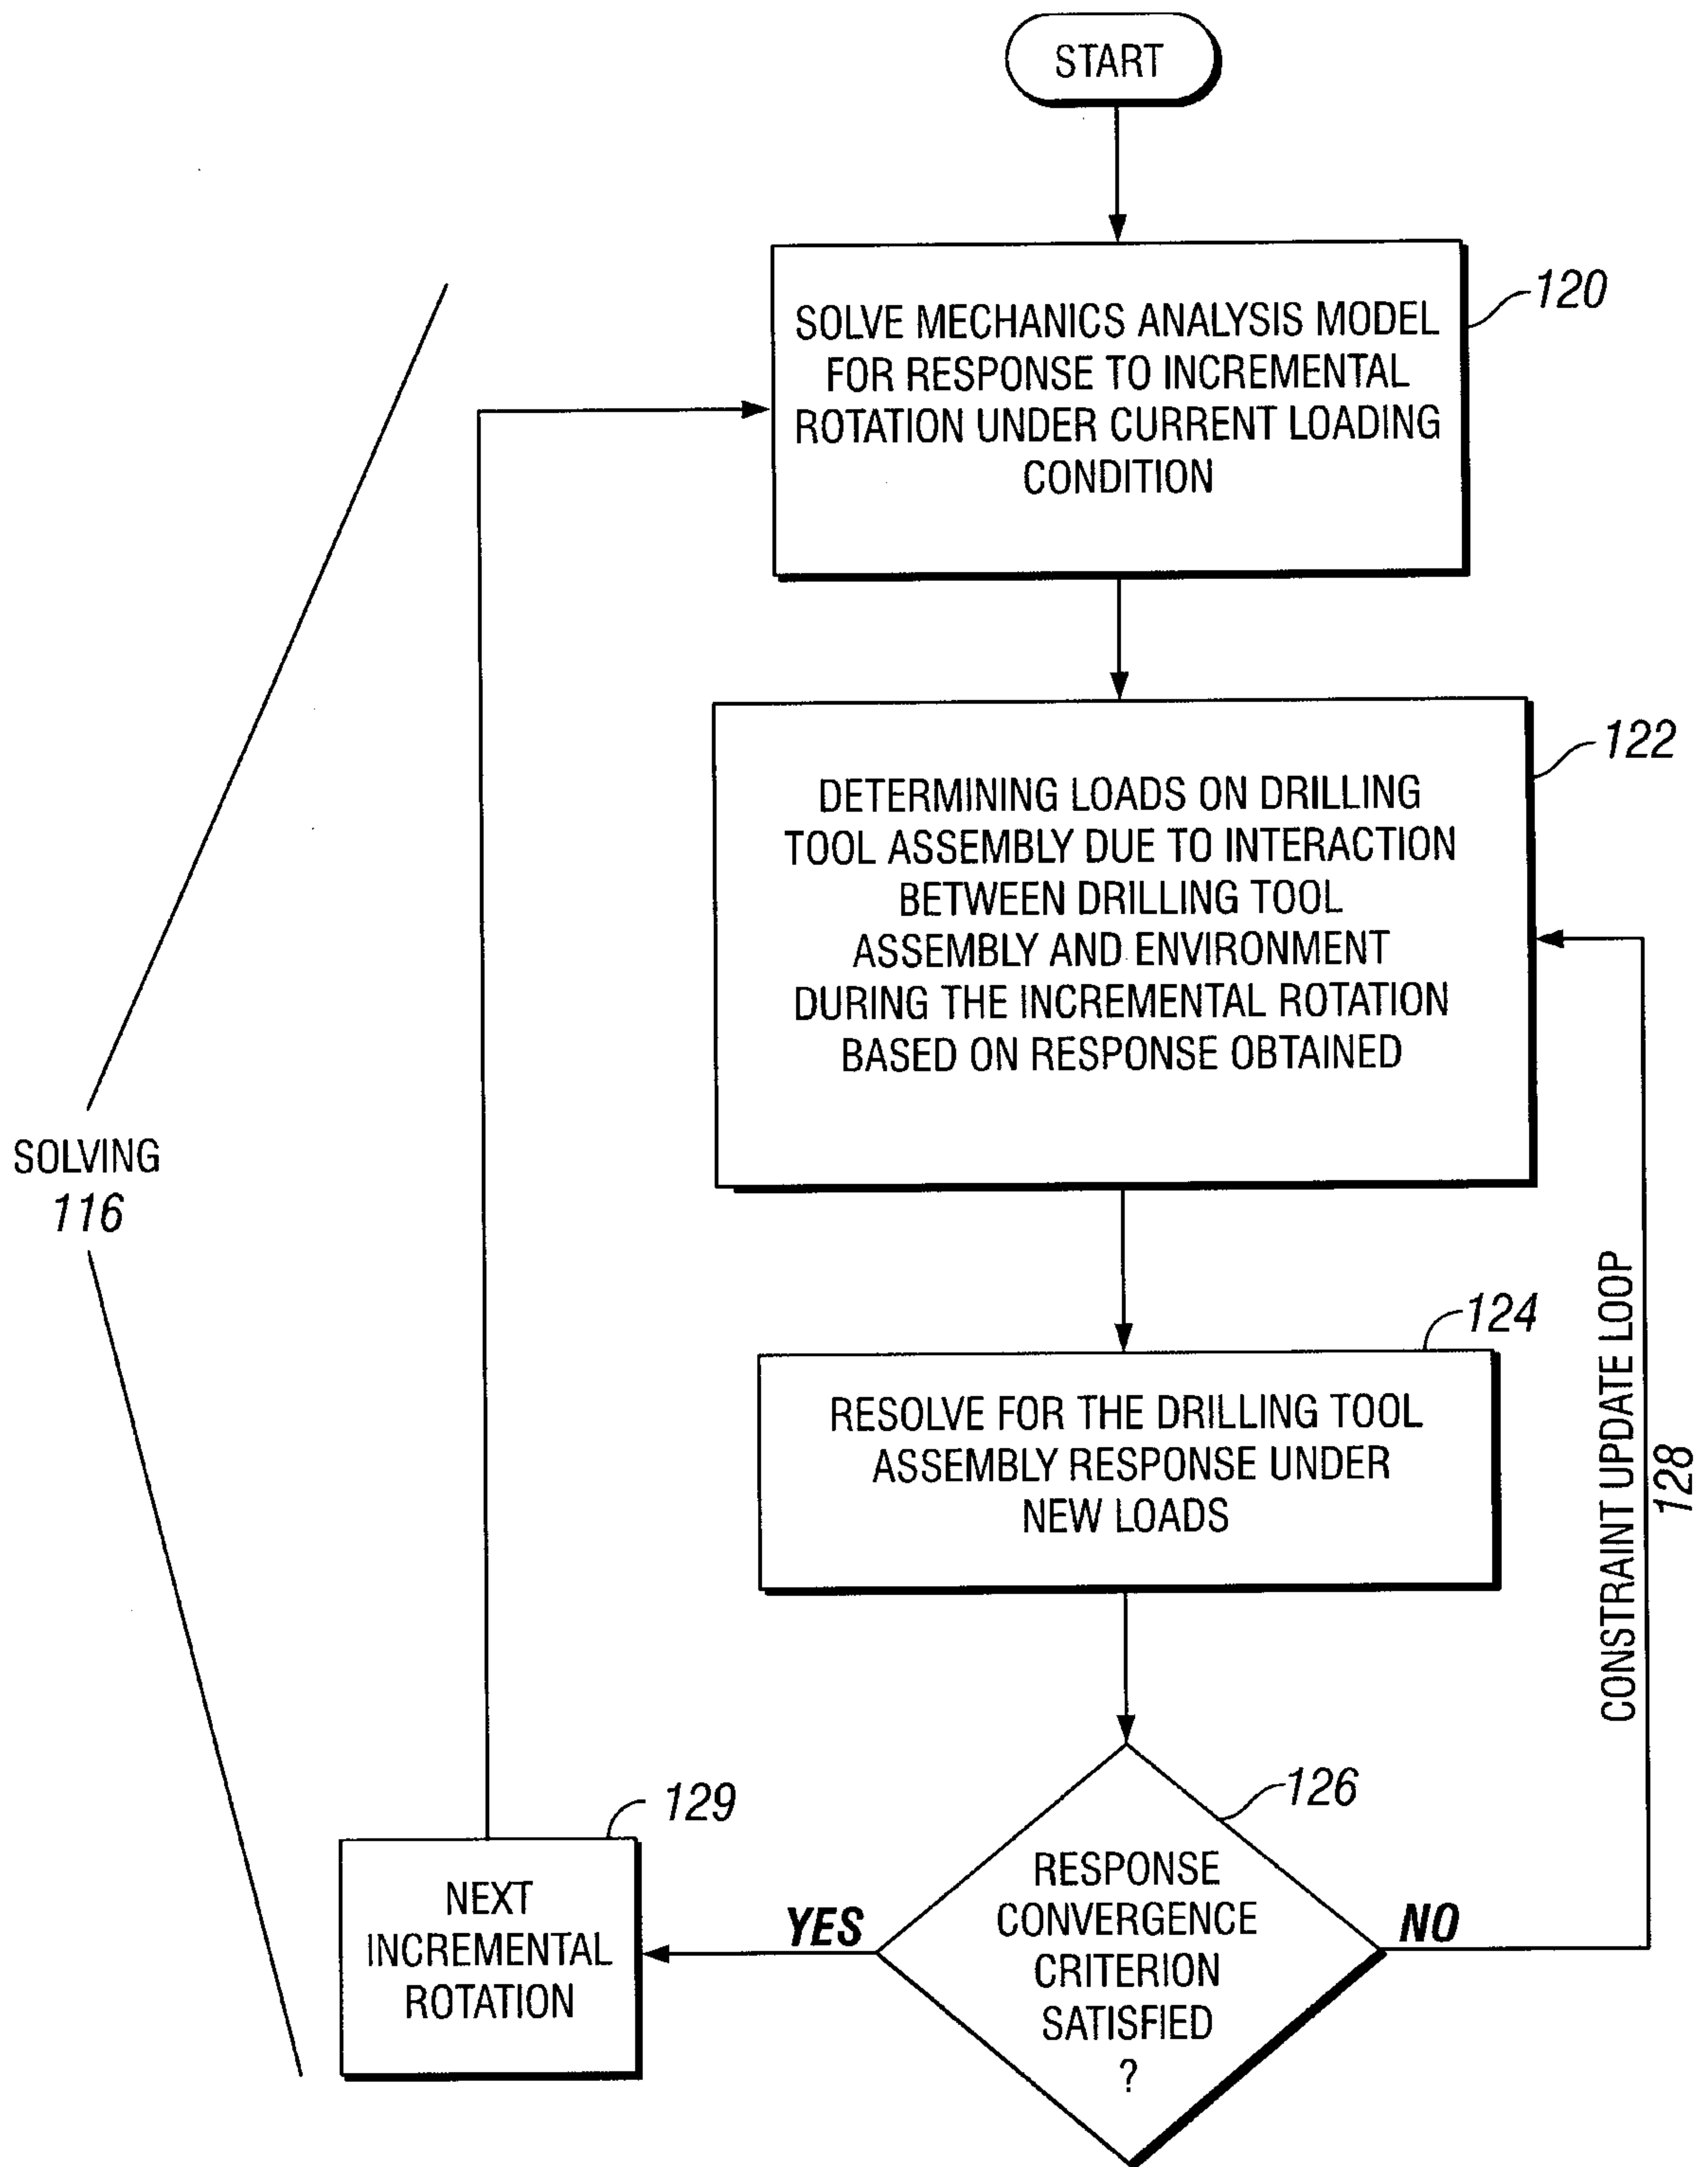 START
120
SOLVE MECHANICS ANALYSIS MODEL
FOR RESPONSE TO INCREMENTAL
ROTATION UNDER CURRENT LOADING
CONDITION
122
DETERMINING LOADS ON DRILLING
TOOL ASSEMBLY DUE TO INTERACTION
BETWEEN DRILLING TOOL
ASSEMBLY AND ENVIRONMENT
DURING THE INCREMENTAL ROTATION
BASED ON RESPONSE OBTAINED
SOLVING
116
124
RESOLVE FOR THE DRILLING TOOL
ASSEMBLY RESPONSE UNDER
NEW LOADS
CONSTRAINT UPDATE LOOP
128
126
RESPONSE
CONVERGENCE
CRITERION
SATISFIED
?
YES
NO
129
NEXT
INCREMENTAL
ROTATION